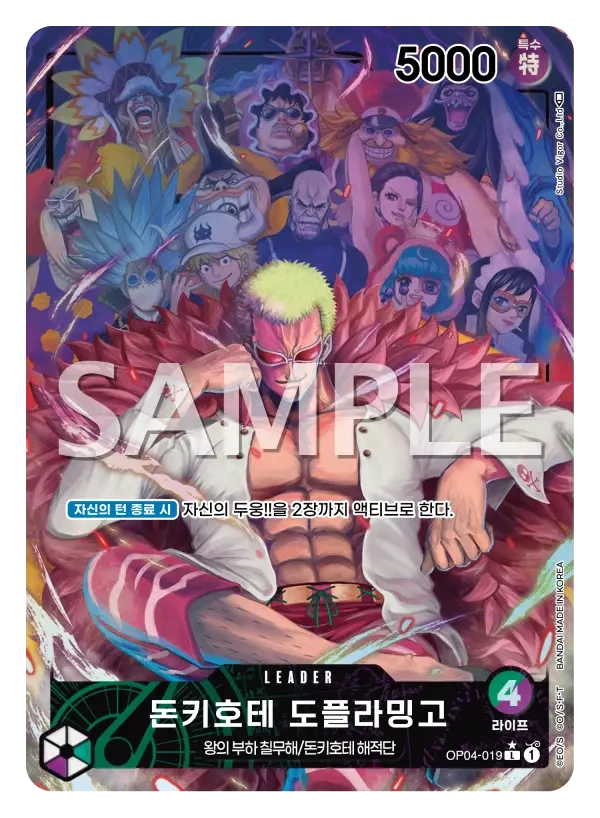 5000
특수
特
Studio Vigor Co.,Ltd
SAMPLE
자신의 턴 종료 시 자신의 두웅!!을 2장까지 액티브로 한다.
BANDAI MADE IN KOREA
©EO/S ©O/S·F·T
LEADER
4
돈키호테 도플라밍고
라이프
왕의 부하 칠무해/돈키호테 해적단
OP04-019 L 1